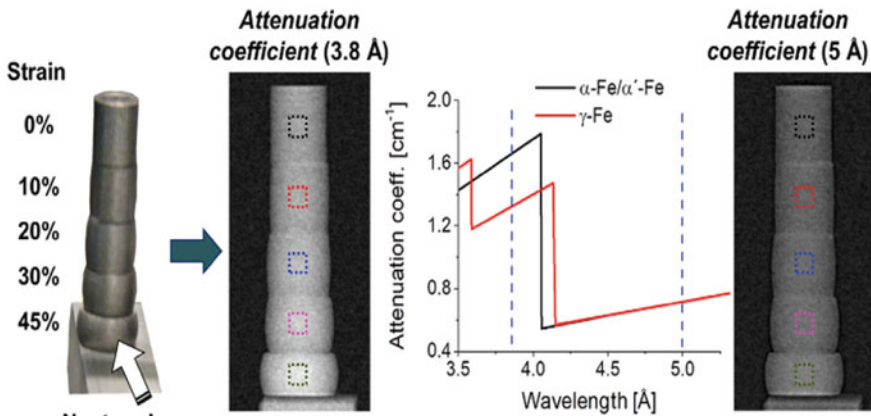 Attenuation
coefficient (3.8 Å)
Attenuation
coefficient (5 Å)
Strain
0%
10%
20%
30%
45%
α-Fe/α´-Fe
γ-Fe
Attenuation coeff. [cm⁻¹]
2.0
1.6
1.2
0.8
0.4
3.5
4.0
4.5
5.0
Wavelength [Å]